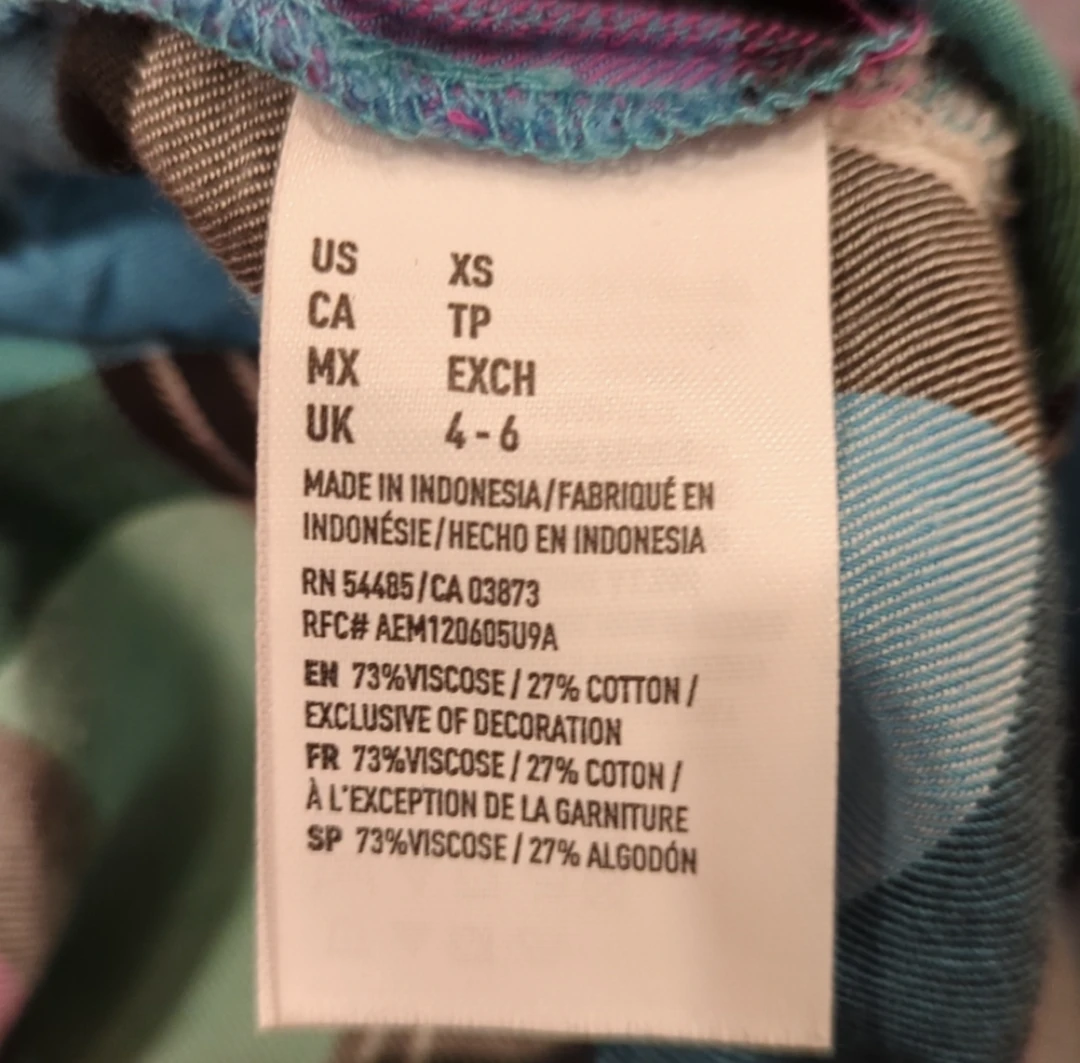 US XS
CA TP
MX EXCH
UK 4 - 6
MADE IN INDONESIA/FABRIQUÉ EN
INDONÉSIE/HECHO EN INDONESIA
RN 54485/CA 03873
RFC# AEM120605U9A
EN 73%VISCOSE / 27% COTTON /
EXCLUSIVE OF DECORATION
FR 73%VISCOSE / 27% COTON /
À L'EXCEPTION DE LA GARNITURE
SP 73%VISCOSE / 27% ALGODÓN